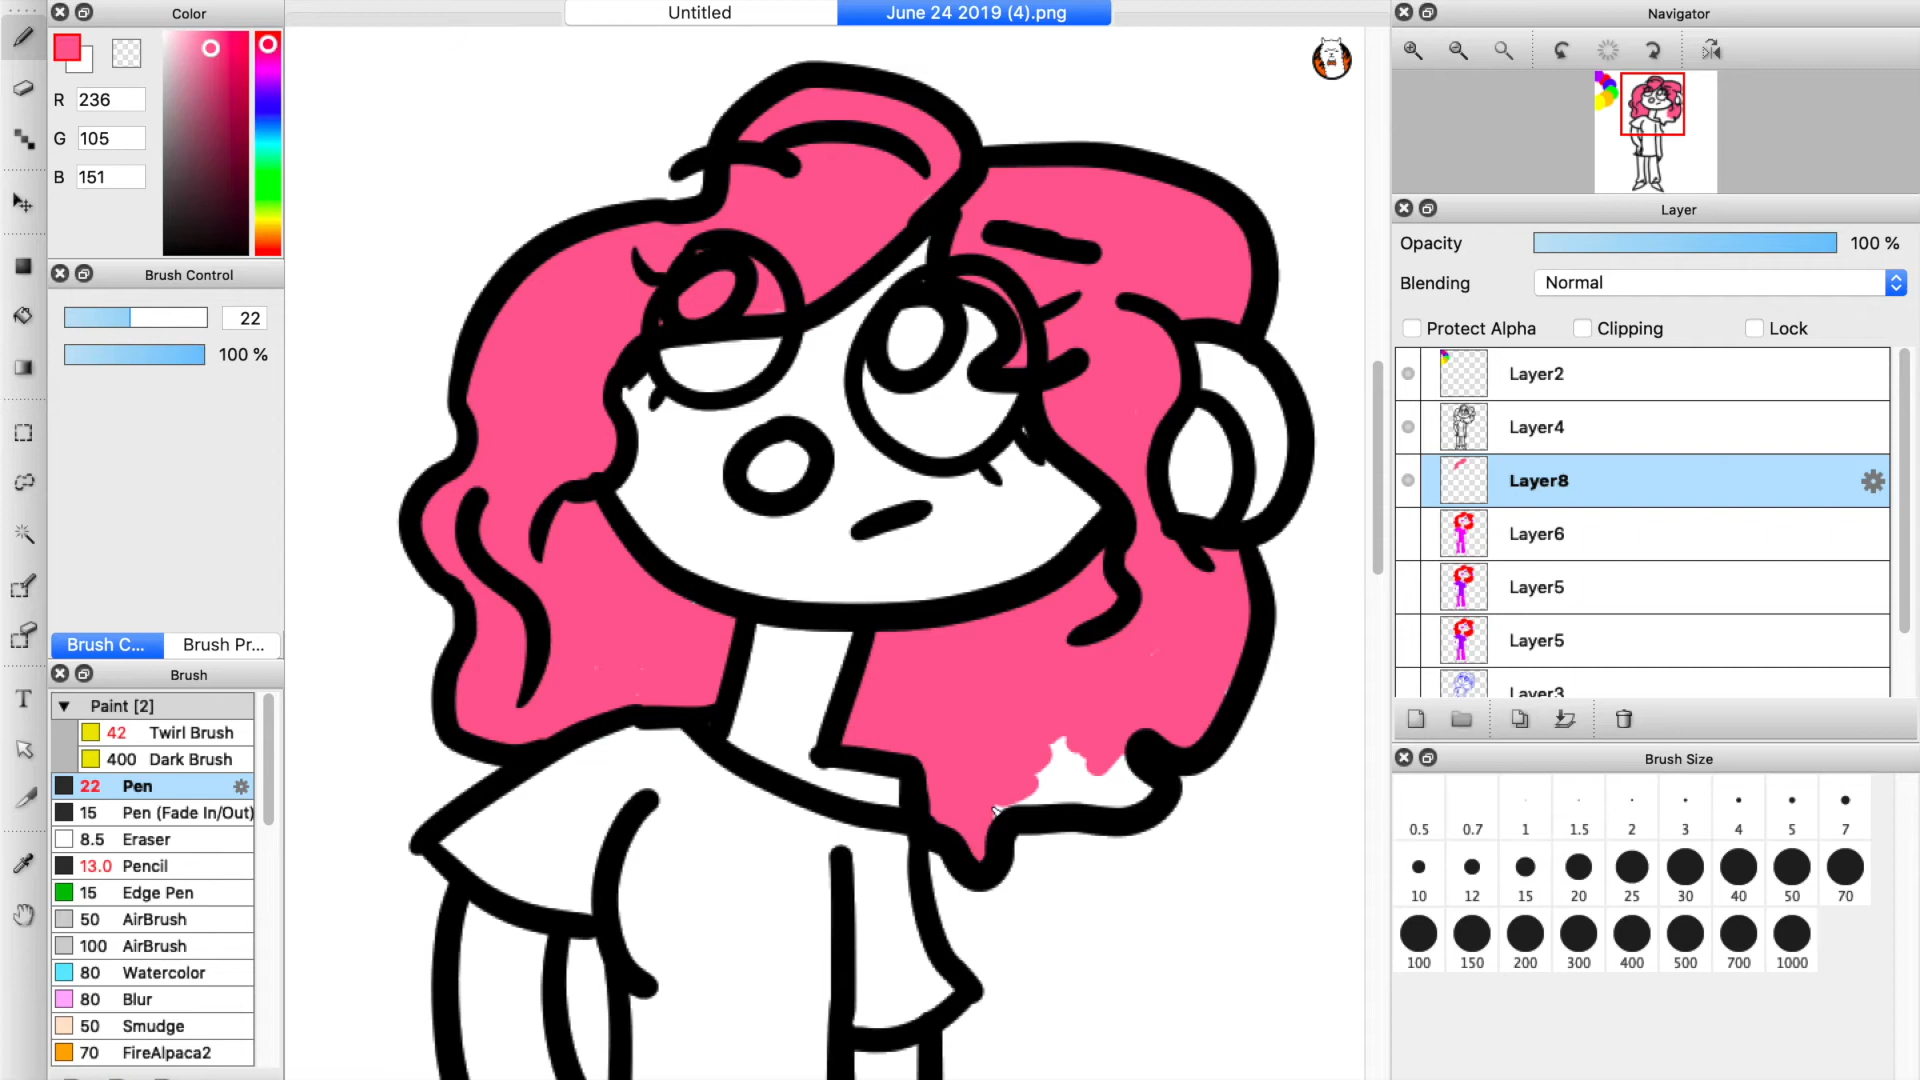 Color
Untitled
June 24 2019 (4).png
Navigator
R 236
G 105
B 151
Layer
Opacity
100 %
Brush Control
Blending
Normal
22
Protect Alpha
Clipping
Lock
100 %
Layer2
Layer4
Layer8
Layer6
Layer5
Layer5
Brush C...
Brush Pr...
Layer3
Brush
Paint [2]
42 Twirl Brush
400 Dark Brush
22 Pen
15 Pen (Fade In/Out)
8.5 Eraser
13.0 Pencil
15 Edge Pen
50 AirBrush
100 AirBrush
80 Watercolor
80 Blur
50 Smudge
70 FireAlpaca2
T
Brush Size
0.5 0.7 1 1.5 2 3 4 5 7
10 12 15 20 25 30 40 50 70
100 150 200 300 400 500 700 1000